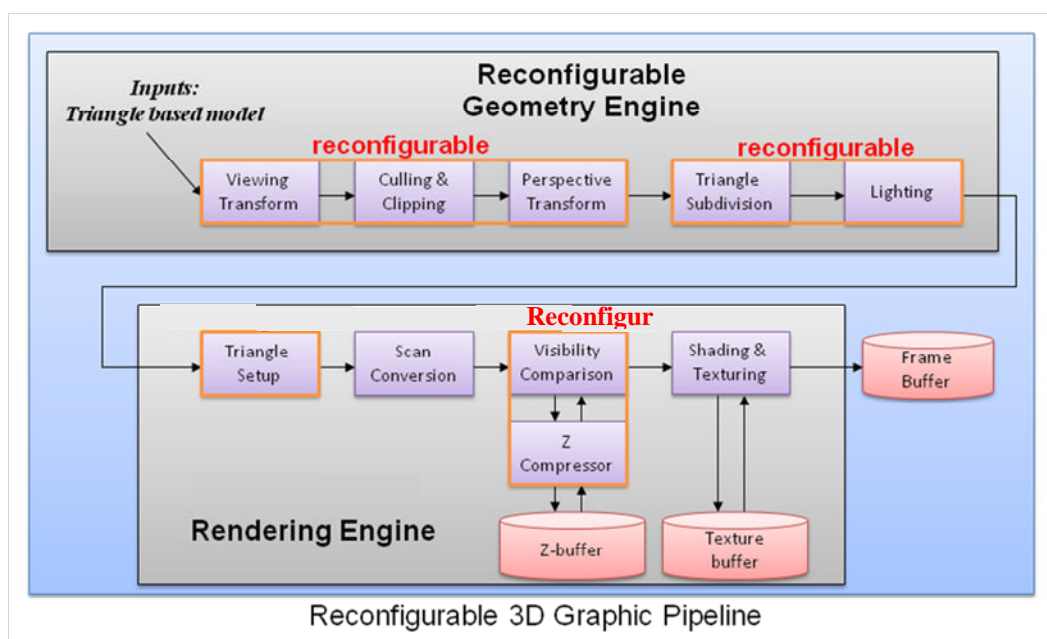 Reconfigurable
Geometry Engine
Inputs:
Triangle based model
reconfigurable
reconfigurable
Viewing
Transform
Culling &
Clipping
Perspective
Transform
Triangle
Subdivision
Lighting
Reconfigur
Triangle
Setup
Scan
Conversion
Visibility
Comparison
Shading &
Texturing
Frame
Buffer
Z
Compressor
Rendering Engine
Z-buffer
Texture
buffer
Reconfigurable 3D Graphic Pipeline